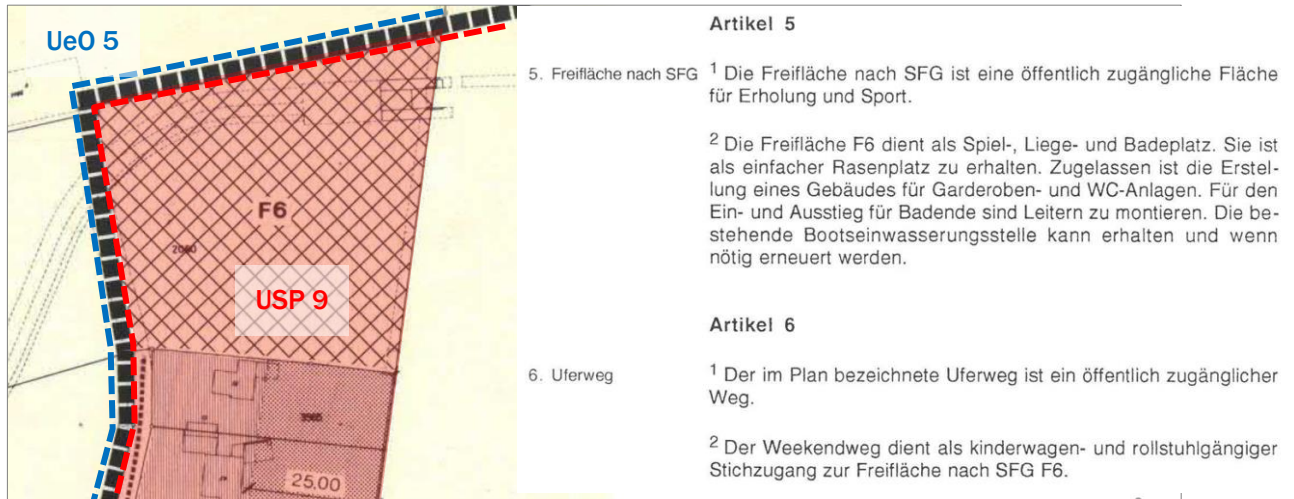 UeO 5
F6
USP 9
3565
25.00
Artikel 5
5. Freifläche nach SFG
1 Die Freifläche nach SFG ist eine öffentlich zugängliche Fläche
für Erholung und Sport.
2 Die Freifläche F6 dient als Spiel-, Liege- und Badeplatz. Sie ist
als einfacher Rasenplatz zu erhalten. Zugelassen ist die Erstel-
lung eines Gebäudes für Garderoben- und WC-Anlagen. Für den
Ein- und Ausstieg für Badende sind Leitern zu montieren. Die be-
stehende Bootseinwasserungsstelle kann erhalten und wenn
nötig erneuert werden.
Artikel 6
6. Uferweg
1 Der im Plan bezeichnete Uferweg ist ein öffentlich zugänglicher
Weg.
2 Der Weekendweg dient als kinderwagen- und rollstuhlgängiger
Stichzugang zur Freifläche nach SFG F6.